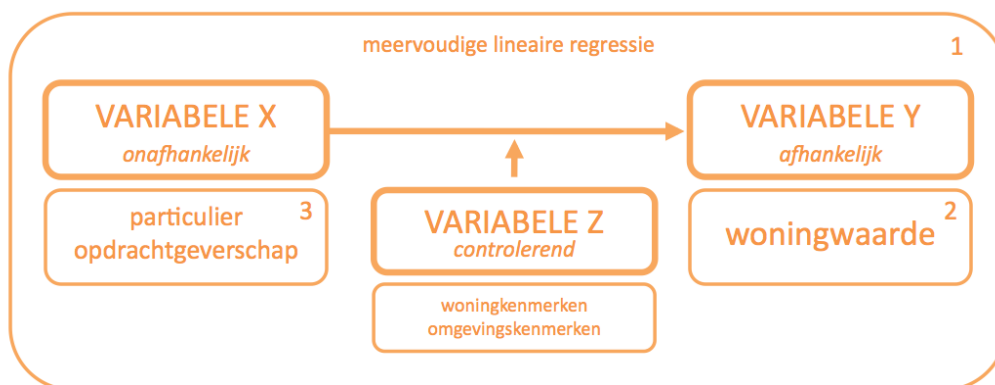 meervoudige lineaire regressie
1
VARIABELE X
onafhankelijk
VARIABELE Y
afhankelijk
particulier
opdrachtgeverschap
3
VARIABELE Z
controlerend
woningwaarde
2
woningkenmerken
omgevingskenmerken